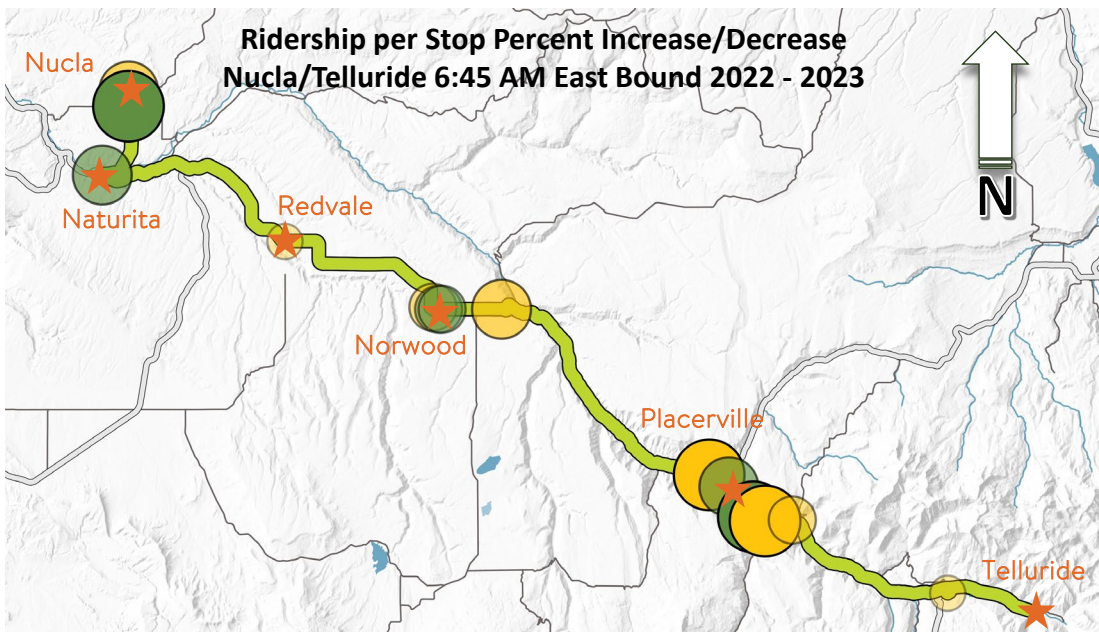 Ridership per Stop Percent Increase/Decrease
Nucla/Telluride 6:45 AM East Bound 2022 - 2023
Nucla
N
Naturita
Redvale
Norwood
Placerville
Telluride